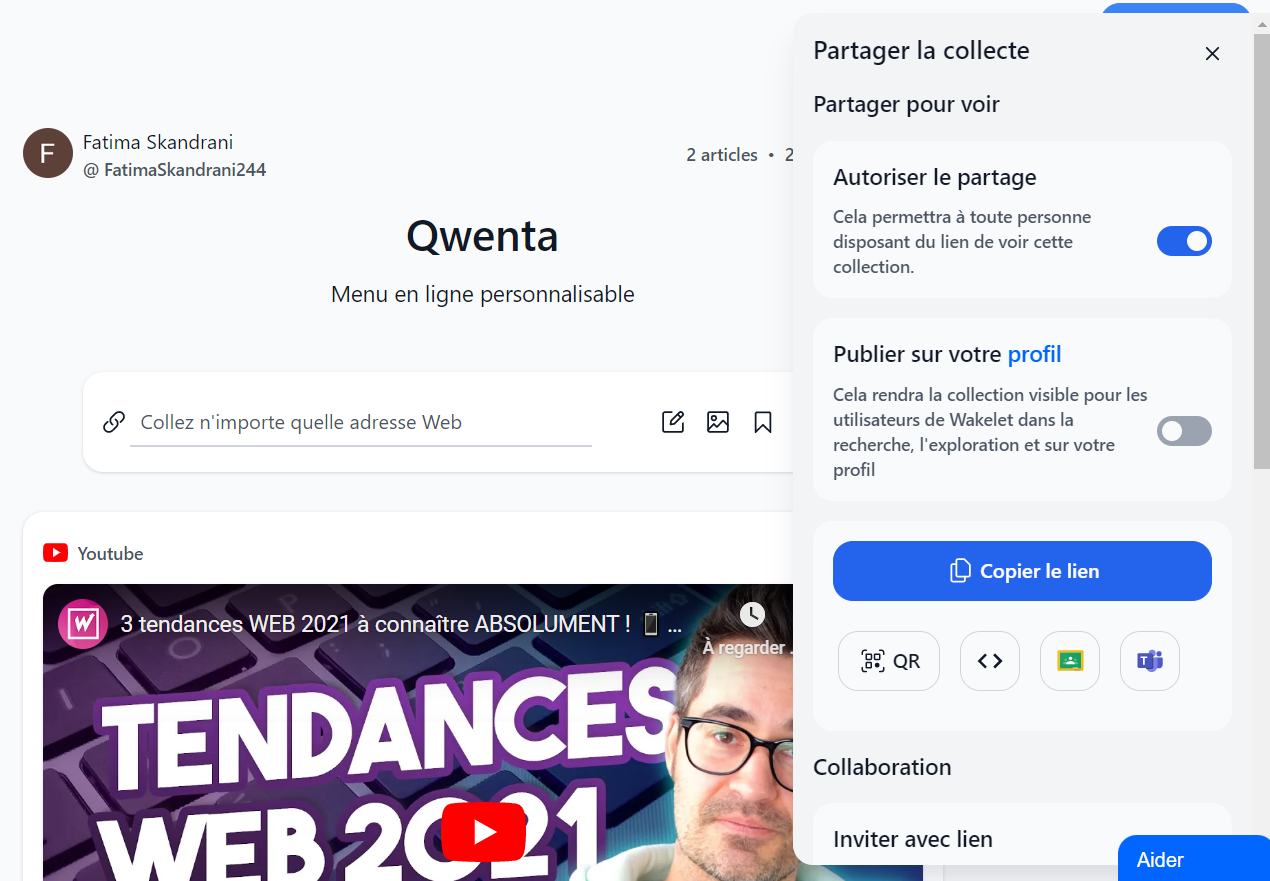 F
Fatima Skandrani
@ FatimaSkandrani244
2 articles • 2
Qwenta
Menu en ligne personnalisable
Collez n'importe quelle adresse Web
Youtube
3 tendances WEB 2021 à connaître ABSOLUMENT ! 📱 ...
À regarder .
TENDANCES
WEB 2021
Partager la collecte
Partager pour voir
Autoriser le partage
Cela permettra à toute personne
disposant du lien de voir cette
collection.
Publier sur votre profil
Cela rendra la collection visible pour les
utilisateurs de Wakelet dans la
recherche, l'exploration et sur votre
profil
Copier le lien
QR
Collaboration
Inviter avec lien
Aider